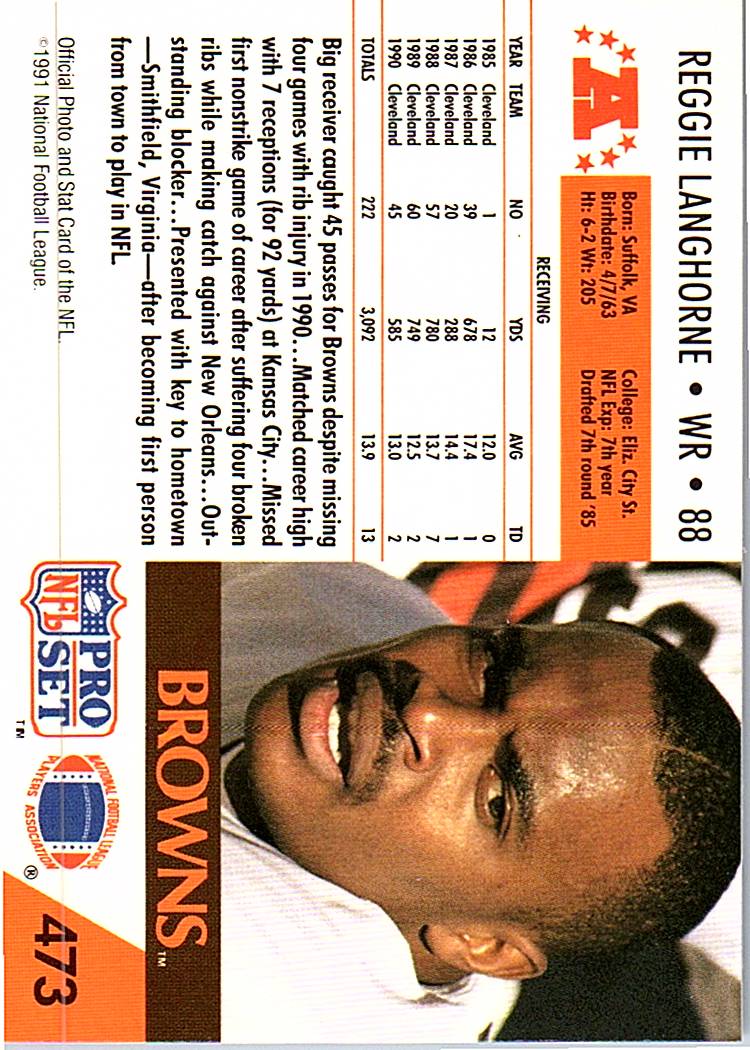 REGGIE LANGHORNE • WR • 88
A
Born: Suffolk, VA
Birthdate: 4/7/63
Ht: 6-2 Wt: 205
College: Eliz. City St.
NFL Exp: 7th year
Drafted 7th round '85
RECEIVING
YEAR TEAM NO YDS AVG TD
1985 Cleveland 1 12 12.0 0
1986 Cleveland 39 678 17.4 1
1987 Cleveland 20 288 14.4 1
1988 Cleveland 57 780 13.7 7
1989 Cleveland 60 749 12.5 2
1990 Cleveland 45 585 13.0 2
TOTALS 222 3,092 13.9 13
Big receiver caught 45 passes for Browns despite missing
four games with rib injury in 1990...Matched career high
with 7 receptions (for 92 yards) at Kansas City...Missed
first nonstrike game of career after suffering four broken
ribs while making catch against New Orleans...Out-
standing blocker...Presented with key to hometown
—Smithfield, Virginia—after becoming first person
from town to play in NFL.
Official Photo and Stat Card of the NFL.
©1991 National Football League.
BROWNS™
NFL
PRO
SET™
NATIONAL FOOTBALL LEAGUE
PLAYERS ASSOCIATION
®
473